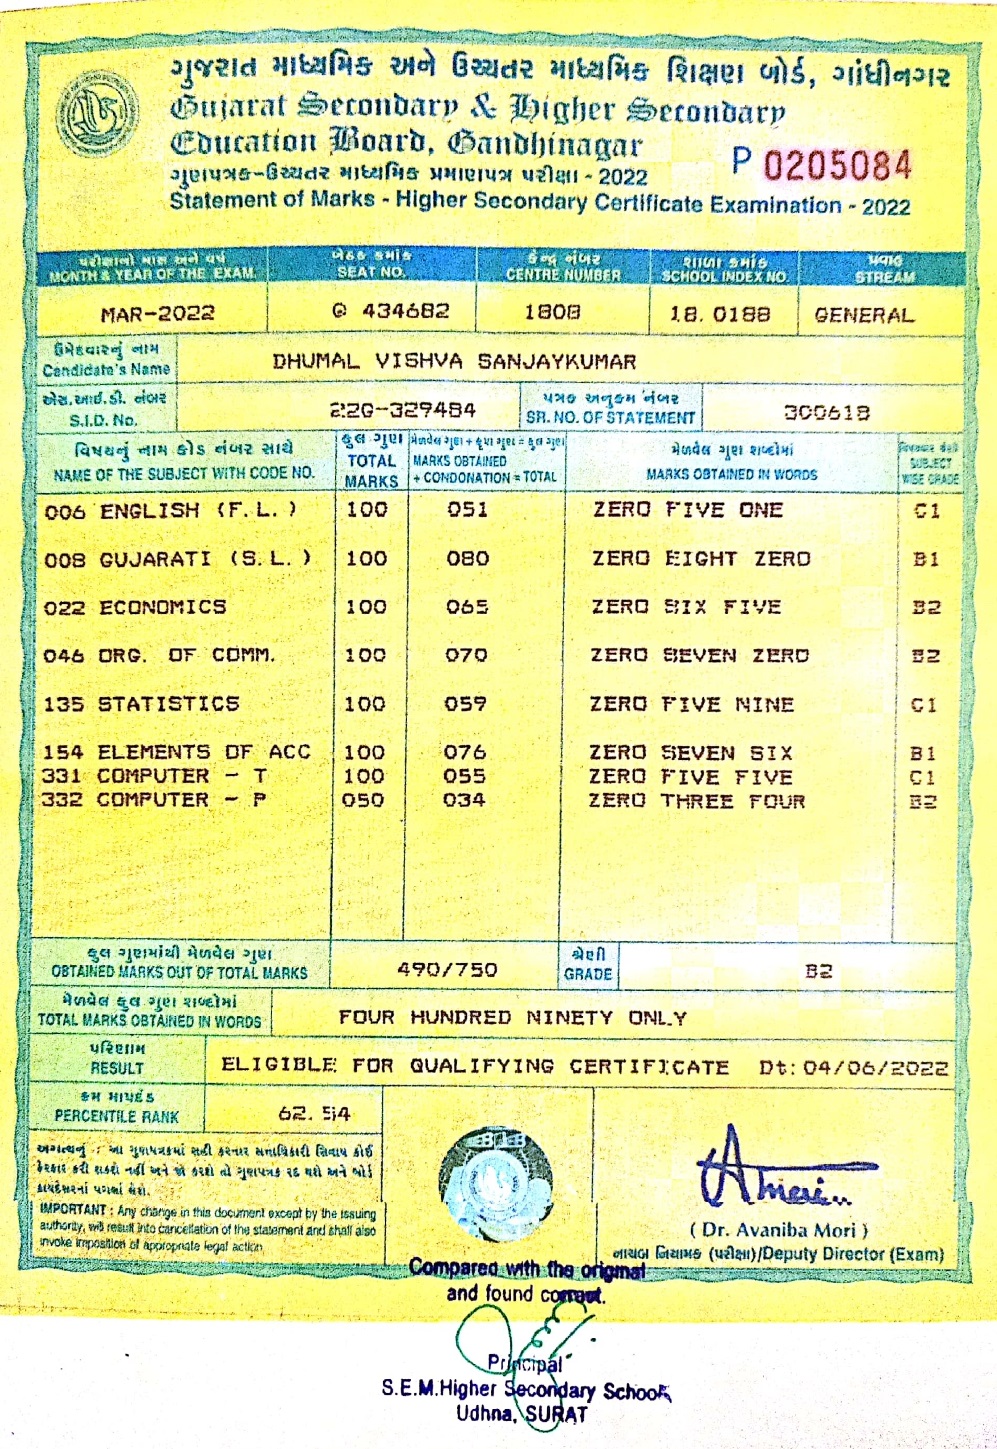 ગુજરાત માધ્યમિક અને ઉચ્ચતર માધ્યમિક શિક્ષણ બોર્ડ, ગાંધીનગર
Gujarat Secondary & Higher Secondary
Education Board, Gandhinagar
P 0205084
ગુણપત્રક-ઉચ્ચતર માધ્યમિક પ્રમાણપત્ર પરીક્ષા - 2022
Statement of Marks - Higher Secondary Certificate Examination - 2022
પરીક્ષાનો માસ અને વર્ષ બેઠક ક્રમાંક કેન્દ્ર નંબર શાળા ક્રમાંક પ્રવાહ
MONTH & YEAR OF THE EXAM. SEAT NO. CENTRE NUMBER SCHOOL INDEX NO. STREAM
MAR-2022 G 434682 1808 18.0188 GENERAL
ઉમેદવારનું નામ
Candidate's Name DHUMAL VISHVA SANJAYKUMAR
એસ.આઈ.ડી. નંબર પત્રક અનુક્રમ નંબર
S.I.D. No. 22G-329484 SR. NO. OF STATEMENT 300618
વિષયનું નામ કોડ નંબર સાથે કુલ ગુણ મેળવેલ ગુણ + કૃપા ગુણ = કુલ ગુણ મેળવેલ ગુણ શબ્દોમાં
NAME OF THE SUBJECT WITH CODE NO. TOTAL MARKS MARKS OBTAINED + CONDONATION = TOTAL MARKS OBTAINED IN WORDS SUBJECT WISE GRADE
006 ENGLISH (F.L.) 100 051 ZERO FIVE ONE C1
008 GUJARATI (S.L.) 100 080 ZERO EIGHT ZERO B1
022 ECONOMICS 100 065 ZERO SIX FIVE B2
046 ORG. OF COMM. 100 070 ZERO SEVEN ZERO B2
135 STATISTICS 100 059 ZERO FIVE NINE C1
154 ELEMENTS OF ACC 100 076 ZERO SEVEN SIX B1
331 COMPUTER - T 100 055 ZERO FIVE FIVE C1
332 COMPUTER - P 050 034 ZERO THREE FOUR B2
કુલ ગુણમાંથી મેળવેલ ગુણ શ્રેણી
OBTAINED MARKS OUT OF TOTAL MARKS 490/750 GRADE B2
મેળવેલ કુલ ગુણ શબ્દોમાં
TOTAL MARKS OBTAINED IN WORDS FOUR HUNDRED NINETY ONLY
પરિણામ
RESULT ELIGIBLE FOR QUALIFYING CERTIFICATE Dt:04/06/2022
ક્રમ માપદંડ
PERCENTILE RANK 62.54
અગત્યનું : આ ગુણપત્રકમાં સહી કરનાર સત્તાધિકારી સિવાય કોઈ
ફેરફાર કરી શકશે નહીં અને જો કરશે તો ગુણપત્રક રદ થશે અને બોર્ડ
કાયદેસરનાં પગલાં લેશે.
IMPORTANT : Any change in this document except by the issuing
authority, will result into cancellation of the statement and shall also
invoke imposition of appropriate legal action
( Dr. Avaniba Mori )
નાયબ નિયામક (પરીક્ષા)/Deputy Director (Exam)
Compared with the original
and found correct.
Principal
S.E.M.Higher Secondary School,
Udhna, SURAT